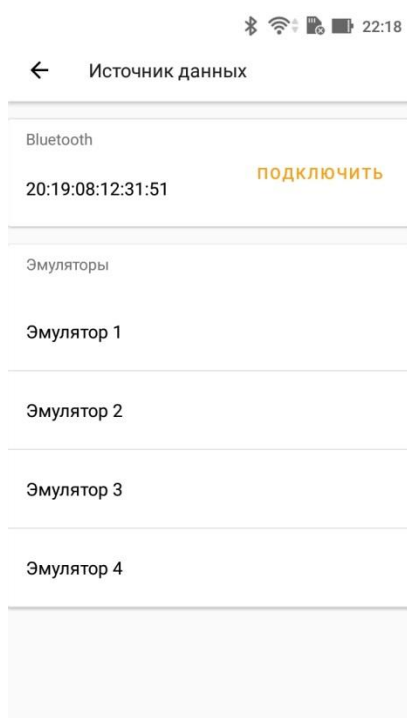 22:18
Источник данных
Bluetooth
20:19:08:12:31:51
ПОДКЛЮЧИТЬ
Эмуляторы
Эмулятор 1
Эмулятор 2
Эмулятор 3
Эмулятор 4